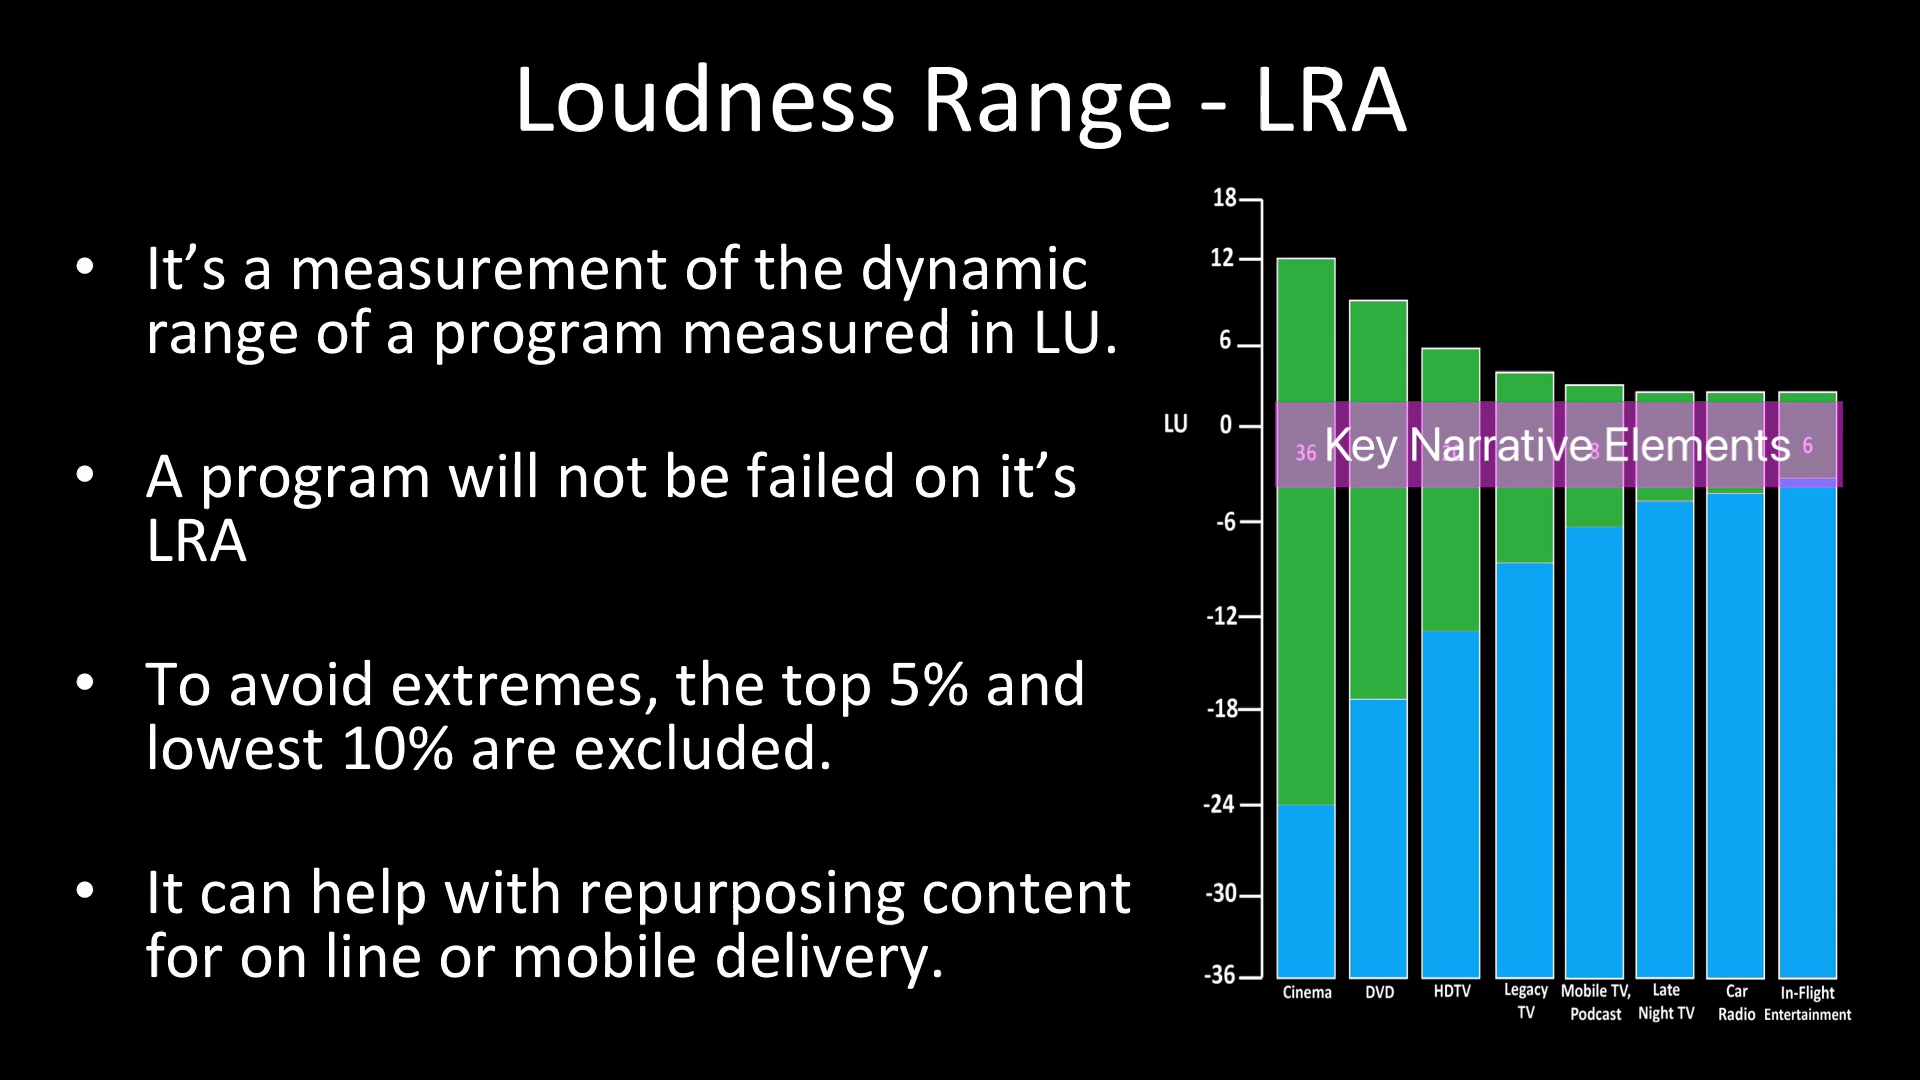 Loudness Range - LRA
• It’s a measurement of the dynamic
range of a program measured in LU.
• A program will not be failed on it’s
LRA
• To avoid extremes, the top 5% and
lowest 10% are excluded.
• It can help with repurposing content
for on line or mobile delivery.
18
12
6
LU 0
-6
-12
-18
-24
-30
-36
36 Key Narrative Elements 6
8
Cinema
DVD
HDTV
Legacy
TV
Mobile TV,
Podcast
Late
Night TV
Car
Radio
In-Flight
Entertainment